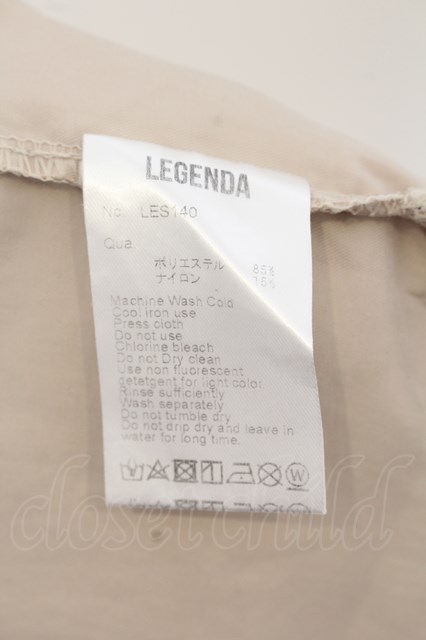 LEGENDA
No. LES140
Qua.
ポリエステル 85%
ナイロン 15%
Machine Wash Cold
Cool iron use
Press cloth
Do not use
Chlorine bleach
Do not Dry clean
Use non fluorescent
detetgent for light color
Rinse sufficiently
Wash separately
Do not tumble dry
Do not drip dry and leave in
water for long time.
W
closet child